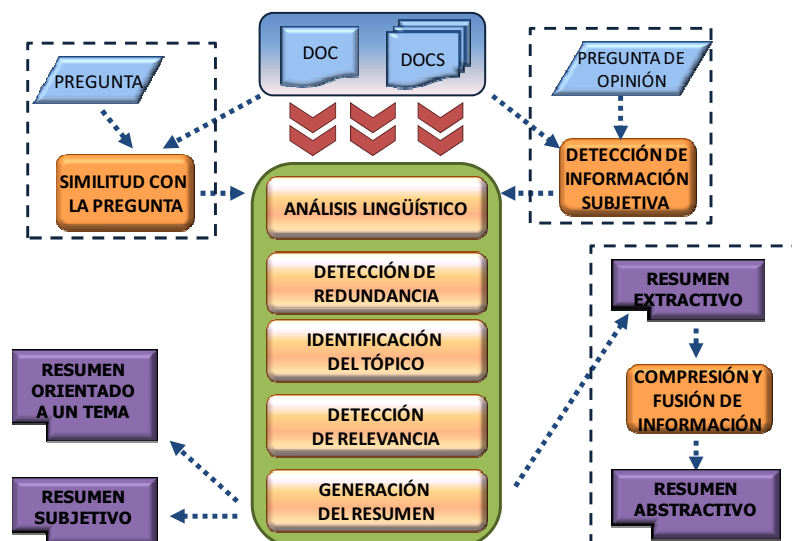 DOC
DOCS
PREGUNTA
PREGUNTA DE
OPINIÓN
SIMILITUD CON
LA PREGUNTA
DETECCIÓN DE
INFORMACIÓN
SUBJETIVA
ANÁLISIS LINGÜÍSTICO
DETECCIÓN DE
REDUNDANCIA
IDENTIFICACIÓN
DEL TÓPICO
DETECCIÓN
DE RELEVANCIA
GENERACIÓN
DEL RESUMEN
RESUMEN
ORIENTADO
A UN TEMA
RESUMEN
SUBJETIVO
RESUMEN
EXTRACTIVO
COMPRESIÓN Y
FUSIÓN DE
INFORMACIÓN
RESUMEN
ABSTRACTIVO